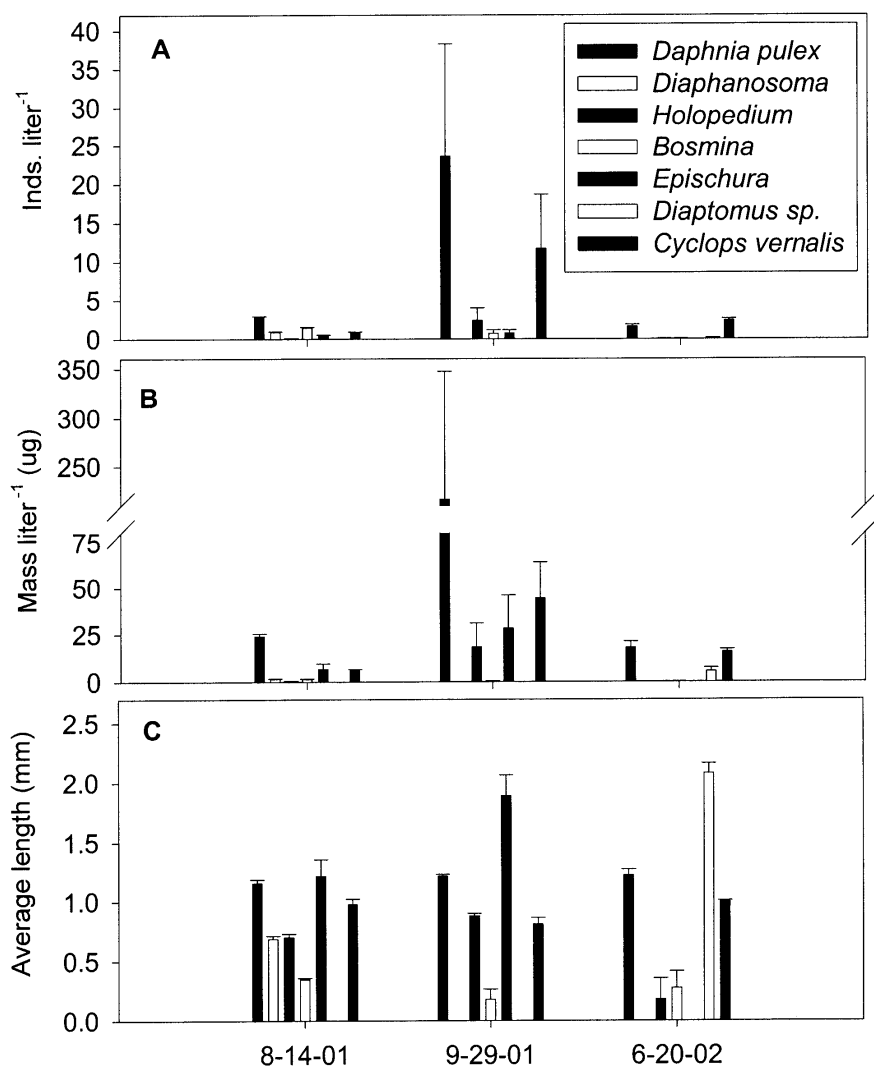 A
Inds. liter⁻¹
40
35
30
25
20
15
10
5
0
Daphnia pulex
Diaphanosoma
Holopedium
Bosmina
Epischura
Diaptomus sp.
Cyclops vernalis
B
Mass liter⁻¹ (ug)
350
300
250
75
50
25
0
C
Average length (mm)
2.5
2.0
1.5
1.0
0.5
0.0
8-14-01
9-29-01
6-20-02